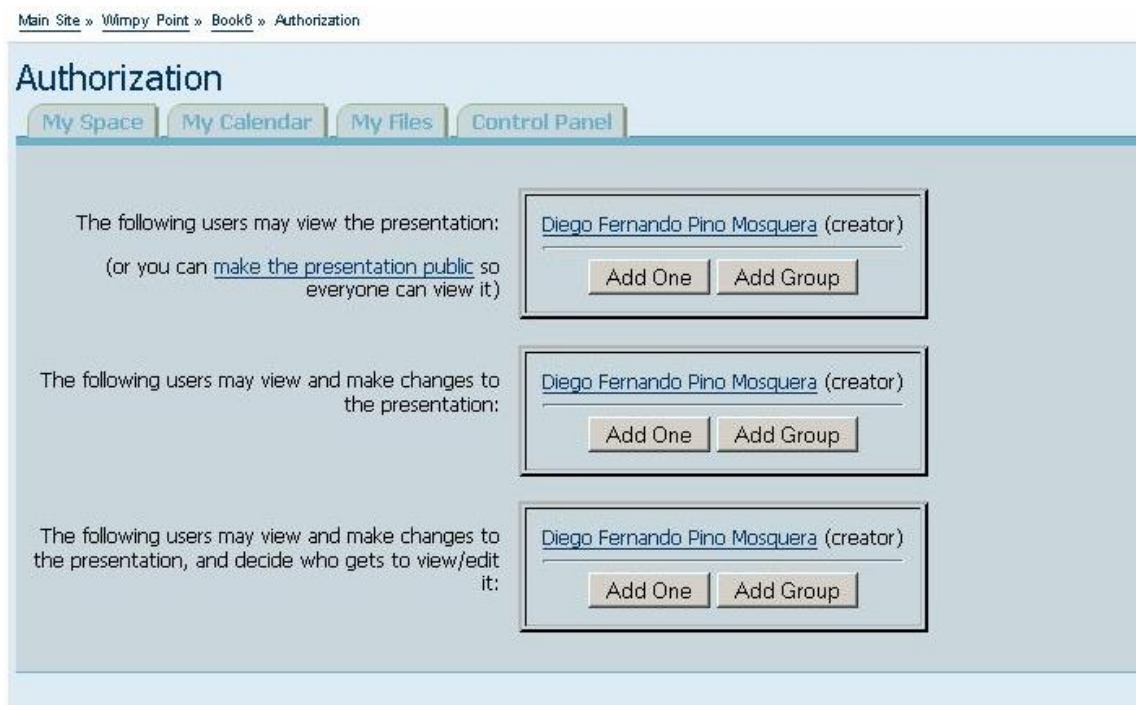 Main Site » Wimpy Point » Book6 » Authorization
Authorization
My Space My Calendar My Files Control Panel
The following users may view the presentation:
(or you can make the presentation public so
everyone can view it)
Diego Fernando Pino Mosquera (creator)
Add One Add Group
The following users may view and make changes to
the presentation:
Diego Fernando Pino Mosquera (creator)
Add One Add Group
The following users may view and make changes to
the presentation, and decide who gets to view/edit
it:
Diego Fernando Pino Mosquera (creator)
Add One Add Group